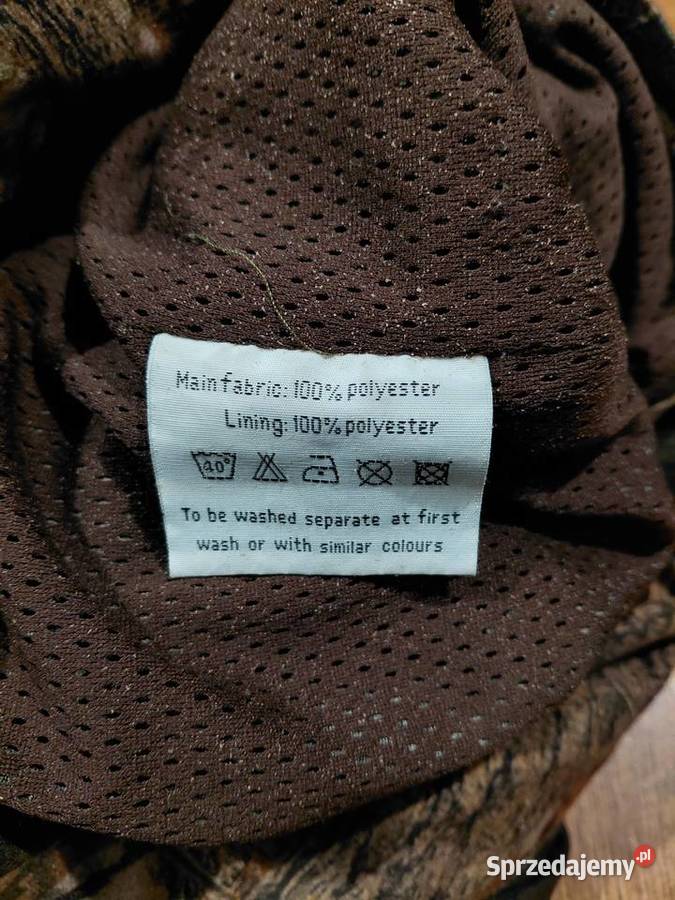 Main fabric: 100% polyester
Lining: 100% polyester
40°
To be washed separate at first
wash or with similar colours
Sprzedajemy.pl